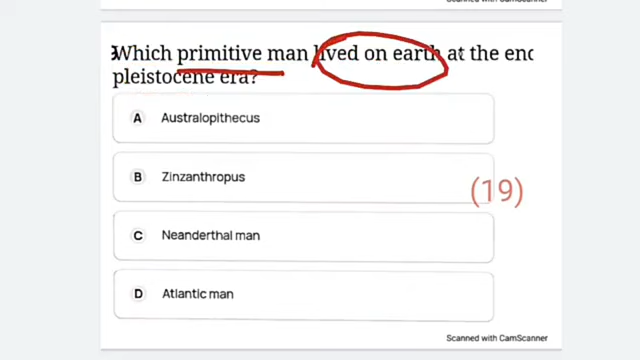 Scanned with CamScanner
Which primitive man lived on earth at the
pleistocene era?
A Australopithecus
B Zinzanthropus
(19)
C Neanderthal man
D Atlantic man
Scanned with CamScanner